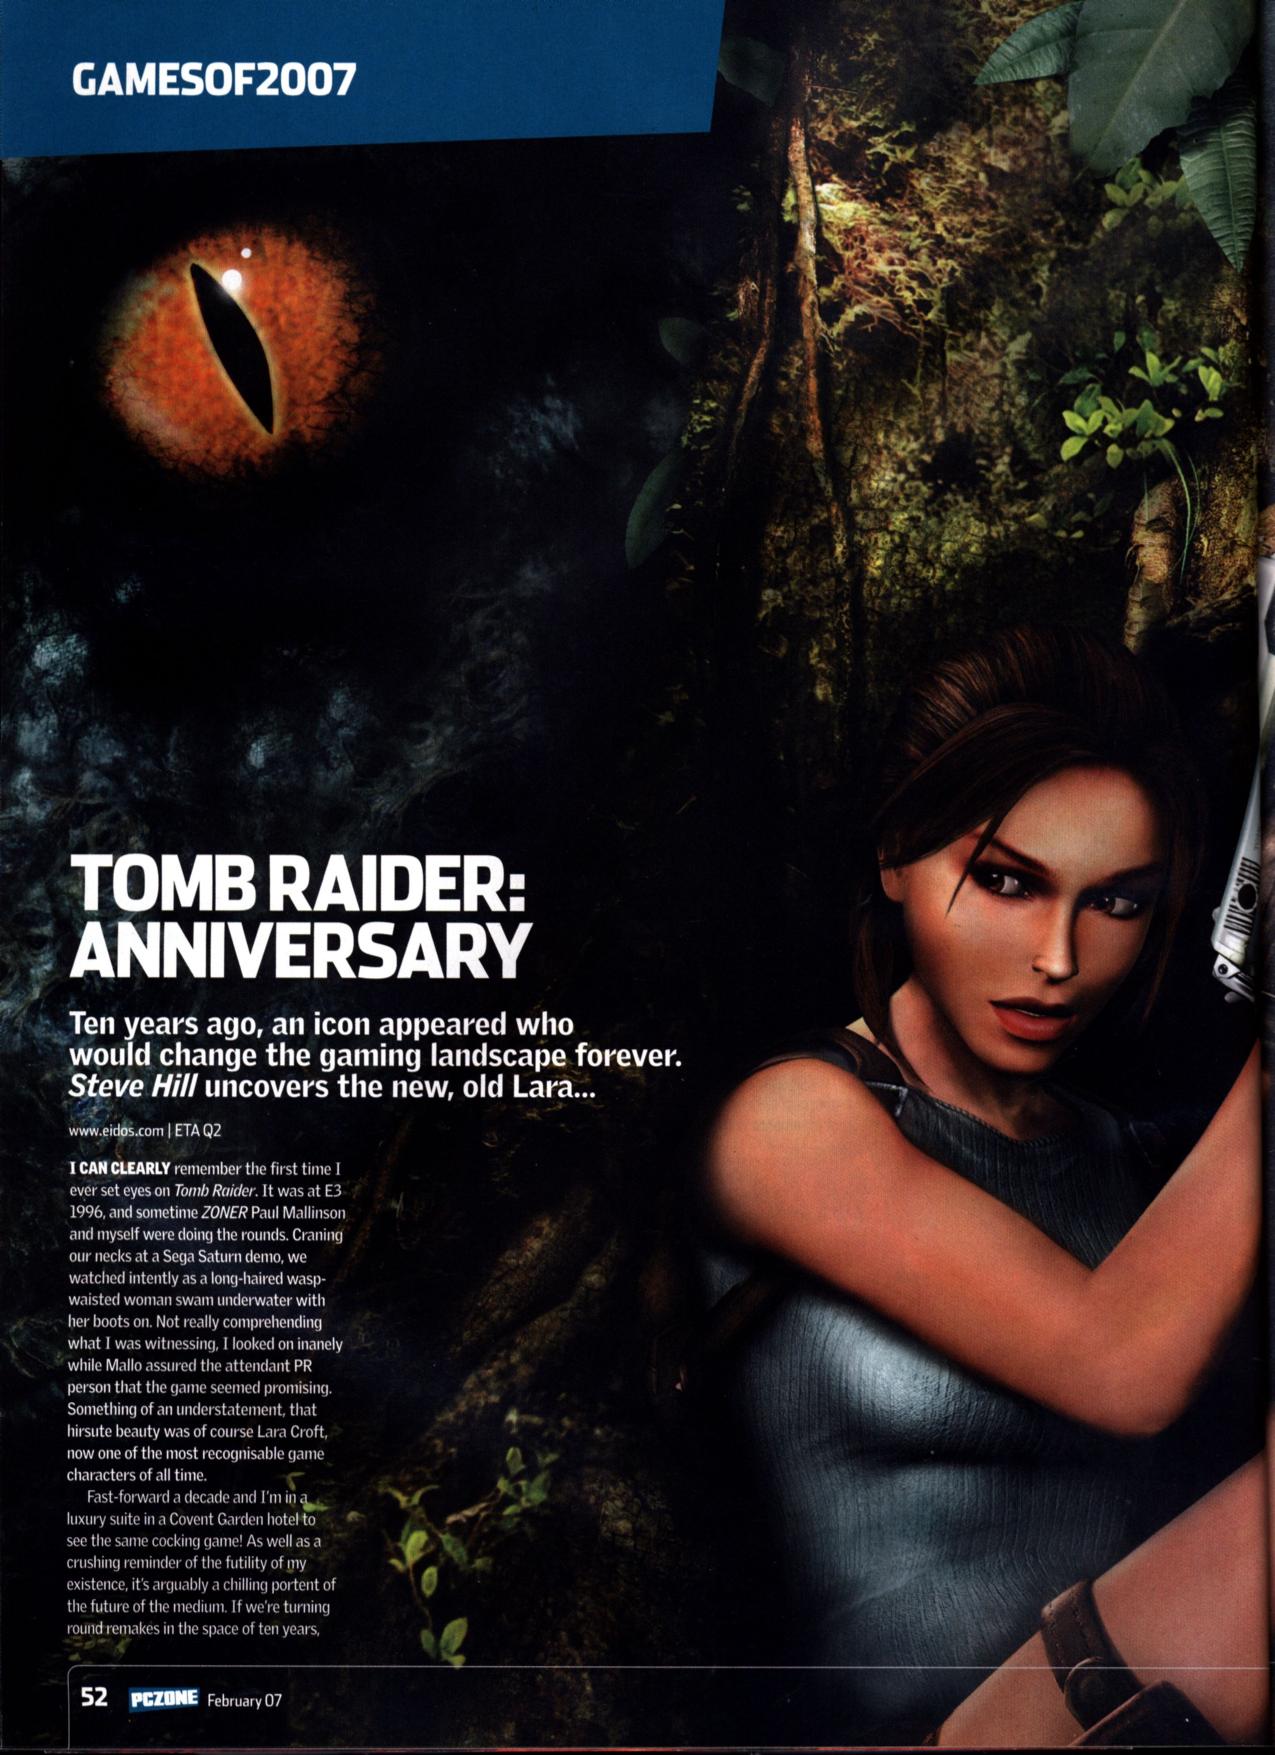 GAMESOF2007
TOMB RAIDER:
ANNIVERSARY
Ten years ago, an icon appeared who
would change the gaming landscape forever.
Steve Hill uncovers the new, old Lara...
www.eidos.com | ETA Q2
I CAN CLEARLY remember the first time I
ever set eyes on Tomb Raider. It was at E3
1996, and sometime ZONER Paul Mallinson
and myself were doing the rounds. Craning
our necks at a Sega Saturn demo, we
watched intently as a long-haired wasp-
waisted woman swam underwater with
her boots on. Not really comprehending
what I was witnessing, I looked on inanely
while Mallo assured the attendant PR
person that the game seemed promising.
Something of an understatement, that
hirsute beauty was of course Lara Croft,
now one of the most recognisable game
characters of all time.
Fast-forward a decade and I'm in a
luxury suite in a Covent Garden hotel to
see the same cocking game! As well as a
crushing reminder of the futility of my
existence, it's arguably a chilling portent of
the future of the medium. If we're turning
round remakes in the space of ten years,
52 PCZONE February 07